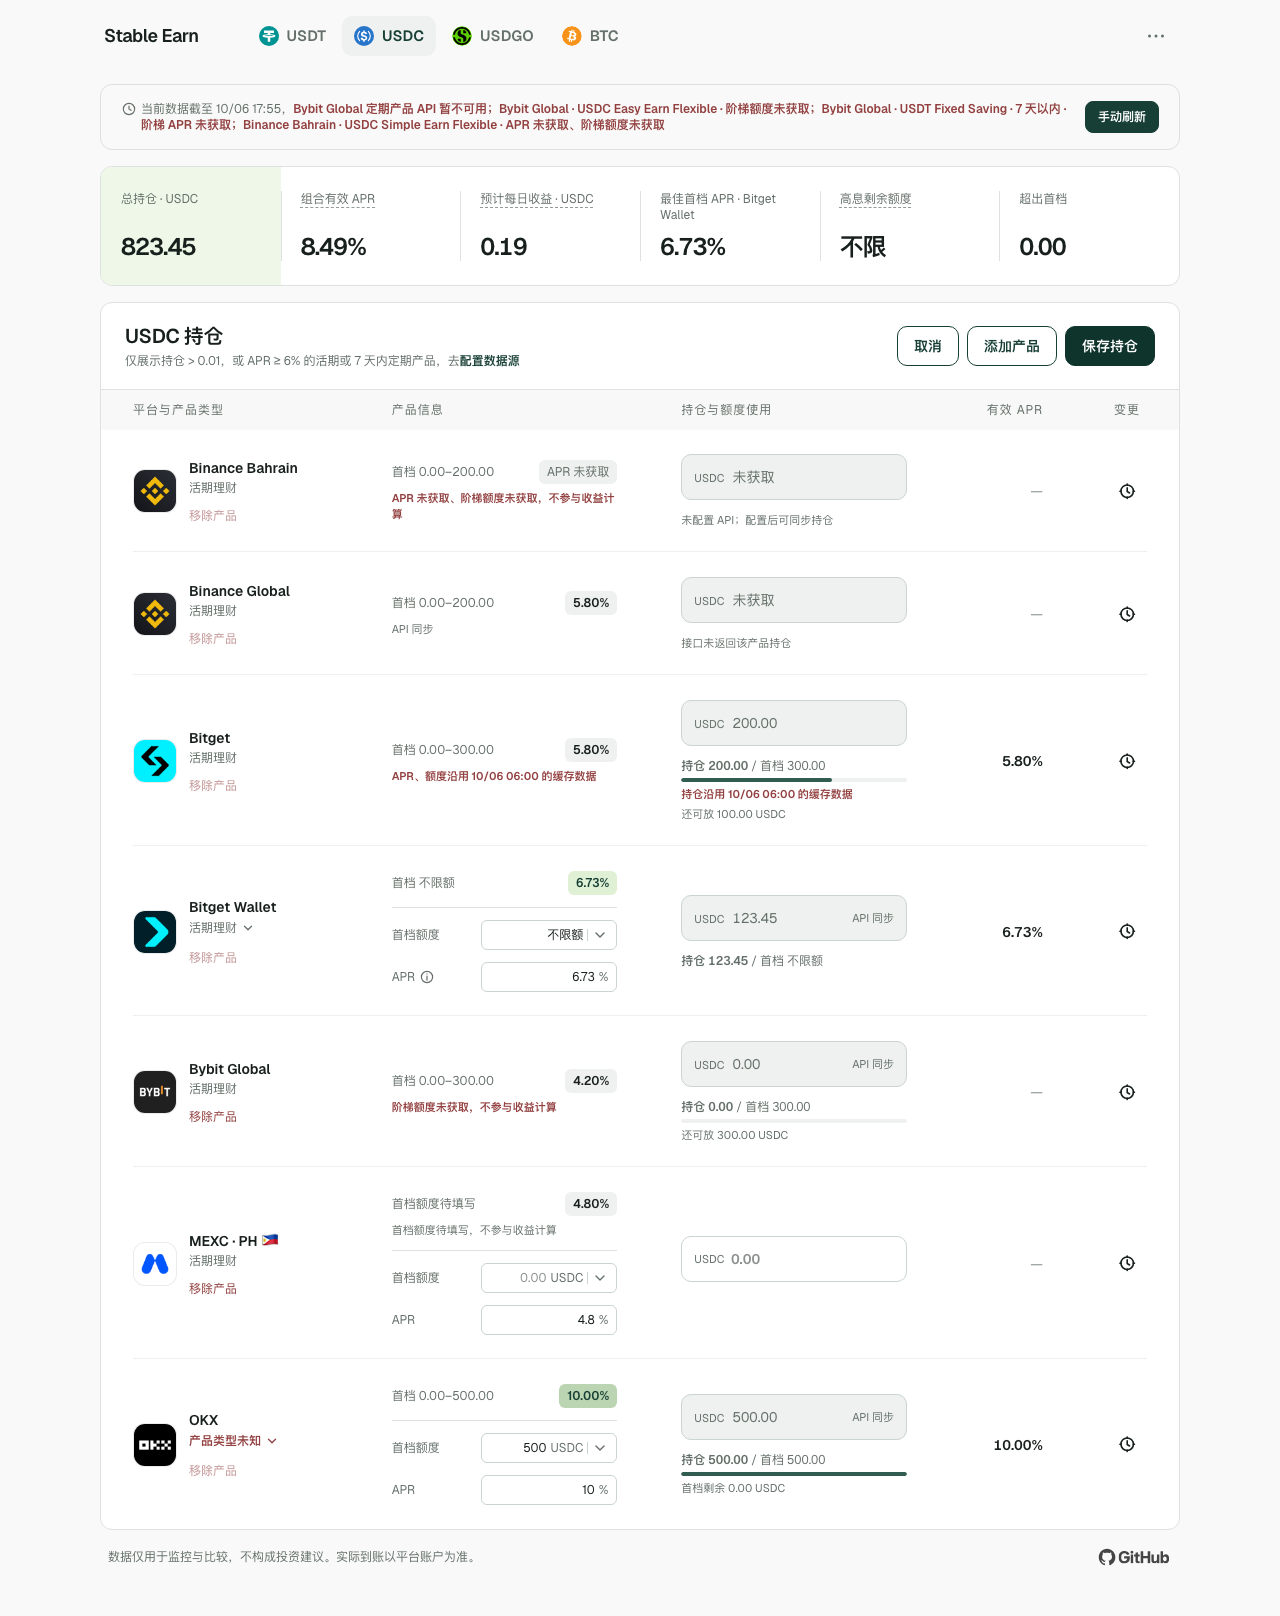 Stable Earn
USDT
USDC
USDGO
BTC
当前数据截至 10/06 17:55，Bybit Global 定期产品 API 暂不可用；Bybit Global · USDC Easy Earn Flexible · 阶梯额度未获取；Bybit Global · USDT Fixed Saving · 7 天以内 ·
阶梯 APR 未获取；Binance Bahrain · USDC Simple Earn Flexible · APR 未获取、阶梯额度未获取
手动刷新
总持仓 · USDC
823.45
组合有效 APR
8.49%
预计每日收益 · USDC
0.19
最佳首档 APR · Bitget
Wallet
6.73%
高息剩余额度
不限
超出首档
0.00
USDC 持仓
仅展示持仓 > 0.01，或 APR ≥ 6% 的活期或 7 天内定期产品，去配置数据源
取消
添加产品
保存持仓
平台与产品类型
产品信息
持仓与额度使用
有效 APR
变更
Binance Bahrain
活期理财
移除产品
首档 0.00–200.00
APR 未获取
APR 未获取、阶梯额度未获取，不参与收益计
算
USDC 未获取
未配置 API；配置后可同步持仓
—
Binance Global
活期理财
移除产品
首档 0.00–200.00
5.80%
API 同步
USDC 未获取
接口未返回该产品持仓
—
Bitget
活期理财
移除产品
首档 0.00–300.00
5.80%
APR、额度沿用 10/06 06:00 的缓存数据
USDC 200.00
持仓 200.00 / 首档 300.00
持仓沿用 10/06 06:00 的缓存数据
还可放 100.00 USDC
5.80%
Bitget Wallet
活期理财
移除产品
首档 不限额
6.73%
首档额度
不限额
APR
6.73 %
USDC 123.45
API 同步
持仓 123.45 / 首档 不限额
6.73%
BYBIT
Bybit Global
活期理财
移除产品
首档 0.00–300.00
4.20%
阶梯额度未获取，不参与收益计算
USDC 0.00
API 同步
持仓 0.00 / 首档 300.00
还可放 300.00 USDC
—
MEXC · PH 🇵🇭
活期理财
移除产品
首档额度待填写
4.80%
首档额度待填写，不参与收益计算
首档额度
0.00 USDC
APR
4.8 %
USDC 0.00
—
OKX
OKX
产品类型未知
移除产品
首档 0.00–500.00
10.00%
首档额度
500 USDC
APR
10 %
USDC 500.00
API 同步
持仓 500.00 / 首档 500.00
首档剩余 0.00 USDC
10.00%
数据仅用于监控与比较，不构成投资建议。实际到账以平台账户为准。
GitHub